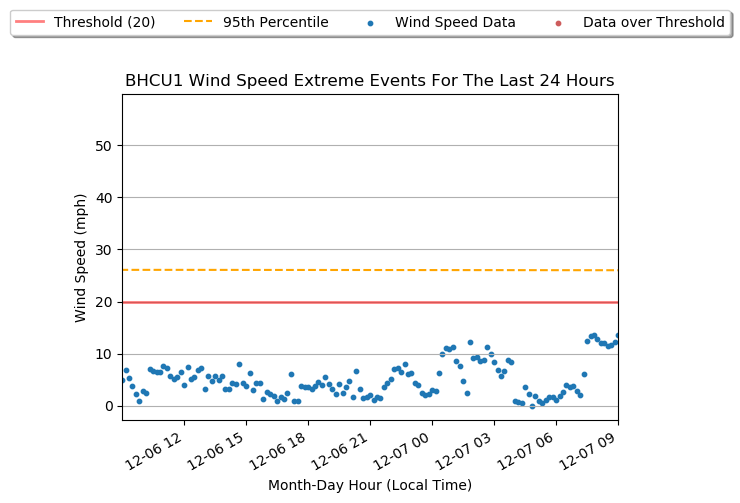 Threshold (20) 95th Percentile Wind Speed Data Data over Threshold
BHCU1 Wind Speed Extreme Events For The Last 24 Hours
Wind Speed (mph)
50
40
30
20
10
0
12-06 12 12-06 15 12-06 18 12-06 21 12-07 00 12-07 03 12-07 06 12-07 09
Month-Day Hour (Local Time)